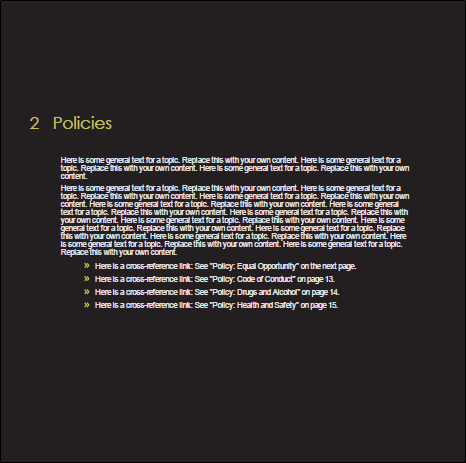 2 Policies
Here is some general text for a topic. Replace this with your own content. Here is some general text for a
topic. Replace this with your own content. Here is some general text for a topic. Replace this with your own
content.
Here is some general text for a topic. Replace this with your own content. Here is some general text for a
topic. Replace this with your own content. Here is some general text for a topic. Replace this with your own
content. Here is some general text for a topic. Replace this with your own content. Here is some general
text for a topic. Replace this with your own content. Here is some general text for a topic. Replace this with
your own content. Here is some general text for a topic. Replace this with your own content. Here is some
general text for a topic. Replace this with your own content. Here is some general text for a topic. Replace
this with your own content. Here is some general text for a topic. Replace this with your own content. Here
is some general text for a topic. Replace this with your own content. Here is some general text for a topic.
Replace this with your own content.
» Here is a cross-reference link: See "Policy: Equal Opportunity" on the next page.
» Here is a cross-reference link: See "Policy: Code of Conduct" on page 13.
» Here is a cross-reference link: See "Policy: Drugs and Alcohol" on page 14.
» Here is a cross-reference link: See "Policy: Health and Safety" on page 15.